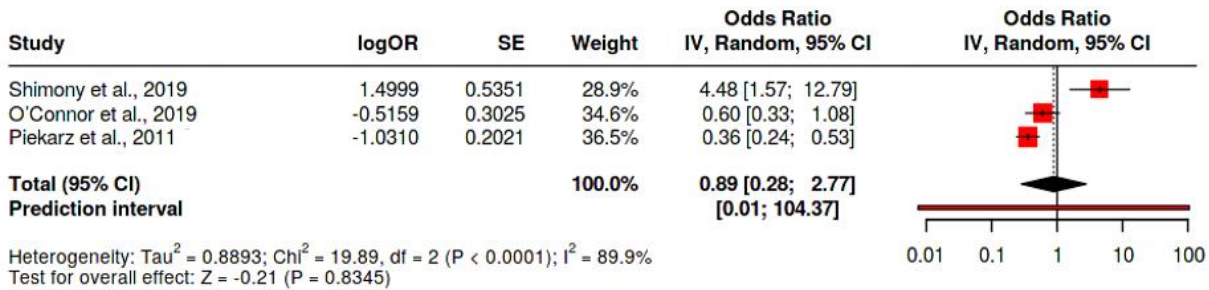 Odds Ratio Odds Ratio
Study logOR SE Weight IV, Random, 95% CI IV, Random, 95% CI
Shimony et al., 2019 1.4999 0.5351 28.9% 4.48 [1.57; 12.79]
O'Connor et al., 2019 -0.5159 0.3025 34.6% 0.60 [0.33; 1.08]
Piekarz et al., 2011 -1.0310 0.2021 36.5% 0.36 [0.24; 0.53]
Total (95% CI) 100.0% 0.89 [0.28; 2.77]
Prediction interval [0.01; 104.37]
0.01 0.1 1 10 100
Heterogeneity: Tau² = 0.8893; Chi² = 19.89, df = 2 (P < 0.0001); I² = 89.9%
Test for overall effect: Z = -0.21 (P = 0.8345)